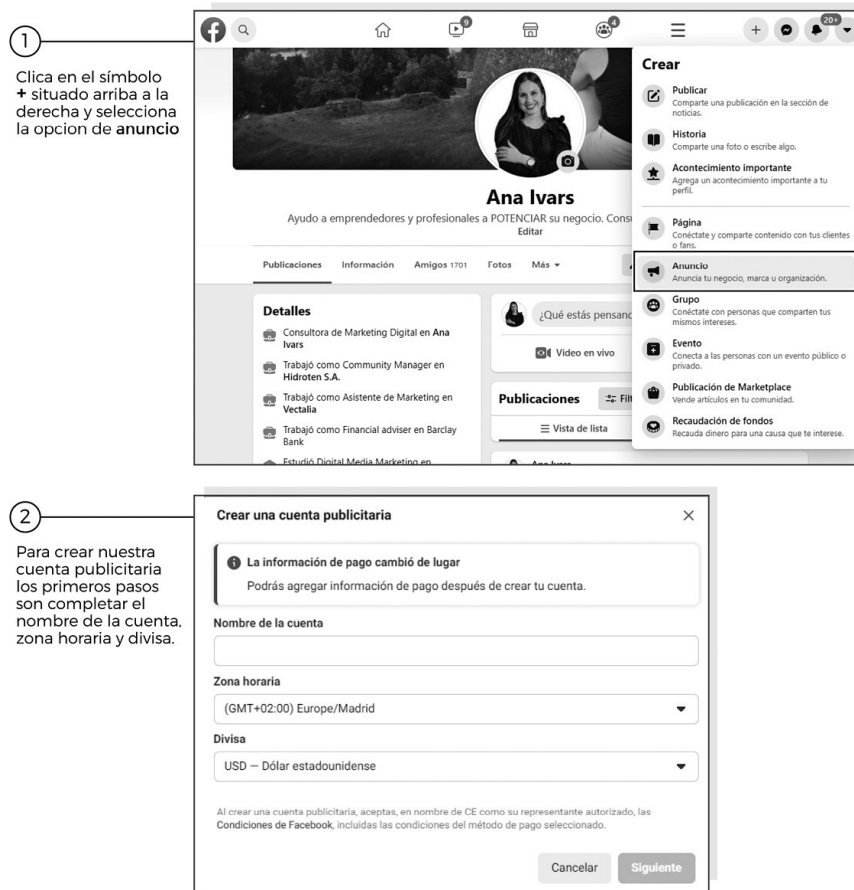 1
Clica en el símbolo
+ situado arriba a la
derecha y selecciona
la opcion de anuncio
9
4
20+
Crear
Publicar
Comparte una publicación en la sección de
noticias.
Historia
Comparte una foto o escribe algo.
Acontecimiento importante
Agrega un acontecimiento importante a tu
perfil.
Página
Conéctate y comparte contenido con tus clientes
o fans.
Anuncio
Anuncia tu negocio, marca u organización.
Grupo
Conéctate con personas que comparten tus
mismos intereses.
Evento
Conecta a las personas con un evento público o
privado.
Publicación de Marketplace
Vende artículos en tu comunidad.
Recaudación de fondos
Recauda dinero para una causa que te interese.
Ana Ivars
Ayudo a emprendedores y profesionales a POTENCIAR su negocio.
Editar
Publicaciones Información Amigos 1701 Fotos Más
Detalles
Consultora de Marketing Digital en Ana
Ivars
Trabajó como Community Manager en
Hidroten S.A.
Trabajó como Asistente de Marketing en
Vectalia
Trabajó como Financial adviser en Barclay
Bank
Estudió Digital Media Marketing en
¿Qué estás pensand
Video en vivo
Publicaciones Filt
Vista de lista
Ana Ivars
2
Para crear nuestra
cuenta publicitaria
los primeros pasos
son completar el
nombre de la cuenta,
zona horaria y divisa.
Crear una cuenta publicitaria
La información de pago cambió de lugar
Podrás agregar información de pago después de crear tu cuenta.
Nombre de la cuenta
Zona horaria
(GMT+02:00) Europe/Madrid
Divisa
USD — Dólar estadounidense
Al crear una cuenta publicitaria, aceptas, en nombre de CE como su representante autorizado, las
Condiciones de Facebook, incluidas las condiciones del método de pago seleccionado.
Cancelar Siguiente